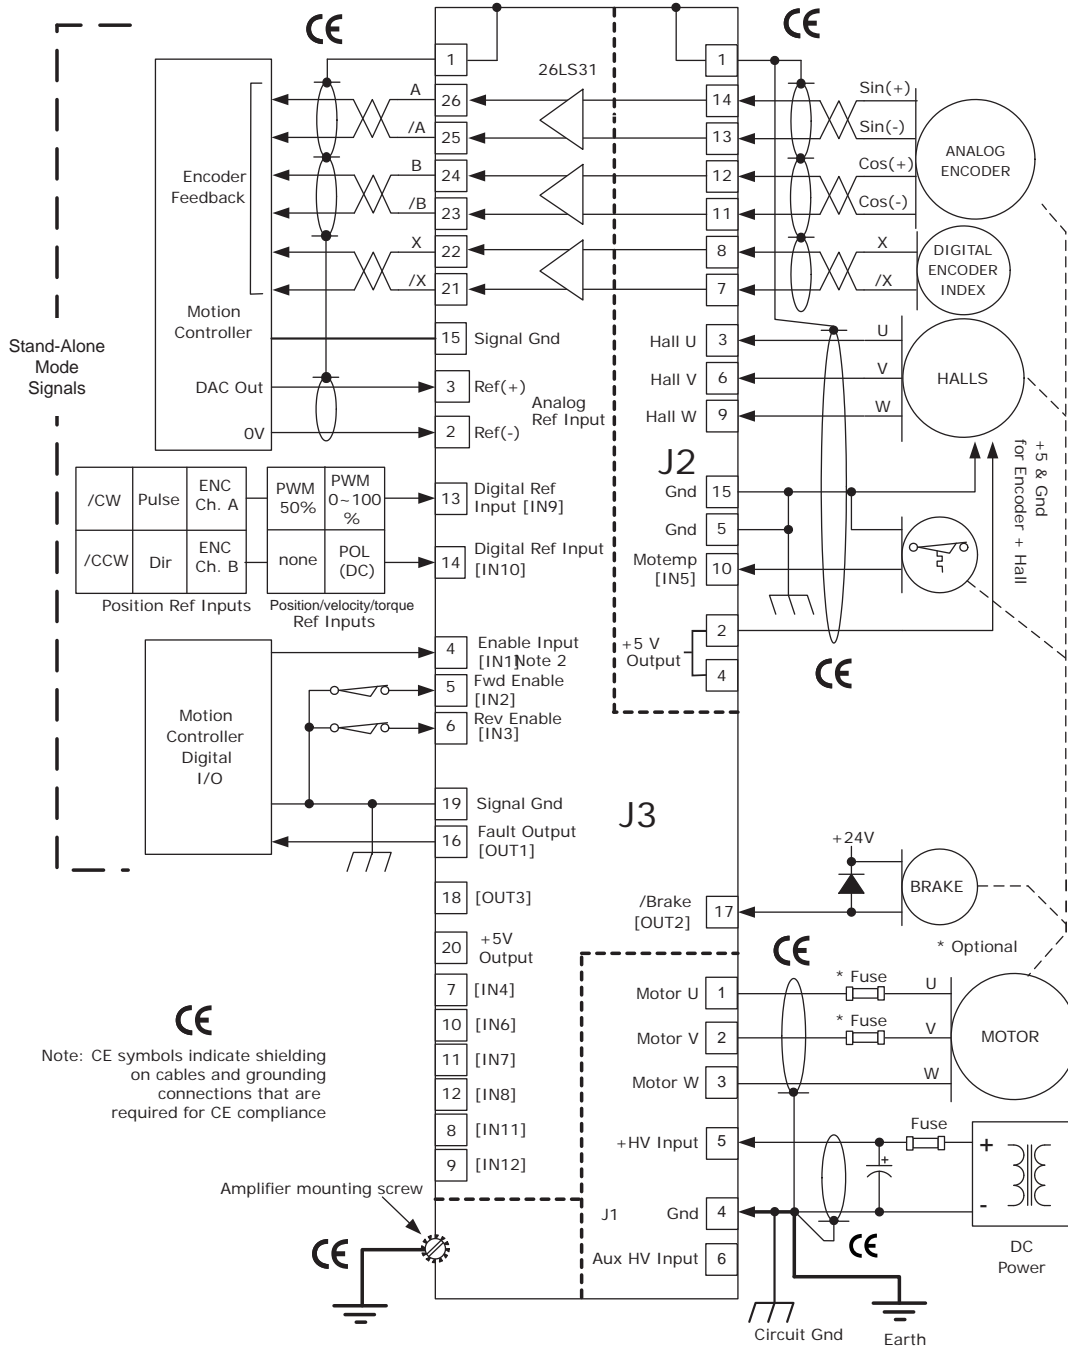 CE
CE
1
1
26LS31
Encoder
Feedback
A
26
/A
25
B
24
/B
23
X
22
/X
21
14
Sin(+)
13
Sin(-)
12
Cos(+)
11
Cos(-)
8
X
7
/X
ANALOG
ENCODER
DIGITAL
ENCODER
INDEX
Motion
Controller
15
Signal Gnd
DAC Out
3
Ref(+)
0V
2
Ref(-)
Analog
Ref Input
Stand-Alone
Mode
Signals
Hall U
3
U
Hall V
6
V
Hall W
9
W
HALLS
J2
Gnd
15
Gnd
5
Motemp
[IN5]
10
+5 V
Output
2
4
+5 & Gnd
for Encoder + Hall
CE
/CW
Pulse
ENC
Ch. A
PWM
50%
PWM
0~100
%
13
Digital Ref
Input [IN9]
/CCW
Dir
ENC
Ch. B
none
POL
(DC)
14
Digital Ref Input
[IN10]
Position Ref Inputs
Position/velocity/torque
Ref Inputs
Motion
Controller
Digital
I/O
4
Enable Input
[IN1]Note 2
5
Fwd Enable
[IN2]
6
Rev Enable
[IN3]
19
Signal Gnd
16
Fault Output
[OUT1]
J3
18
[OUT3]
20
+5V
Output
7
[IN4]
10
[IN6]
11
[IN7]
12
[IN8]
8
[IN11]
9
[IN12]
+24V
/Brake
[OUT2]
17
BRAKE
* Optional
CE
Motor U
1
* Fuse
U
Motor V
2
* Fuse
V
Motor W
3
W
MOTOR
+HV Input
5
Fuse
+
+
-
J1
Gnd
4
Aux HV Input
6
CE
DC
Power
Circuit Gnd
Earth
CE
Note: CE symbols indicate shielding
on cables and grounding
connections that are
required for CE compliance
Amplifier mounting screw
CE